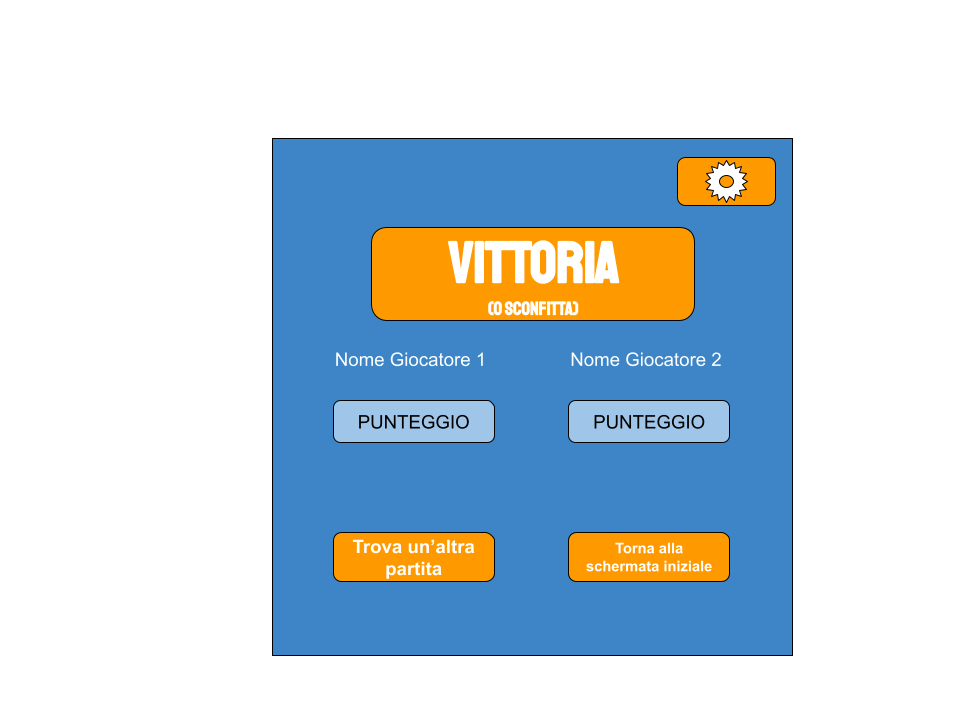 VITTORIA
(O SCONFITTA)
Nome Giocatore 1
Nome Giocatore 2
PUNTEGGIO
PUNTEGGIO
Trova un’altra
partita
Torna alla
schermata iniziale